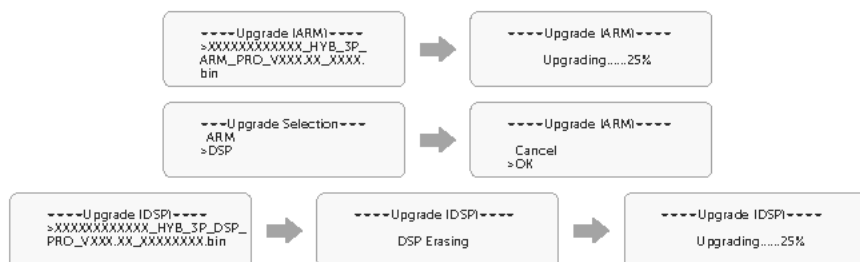 ----Upgrade (ARM)----
>XXXXXXXXXXXX_HYB_3P_
ARM_PRO_VXXX.XX_XXXX.
bin
----Upgrade (ARM)----
Upgrading......25%
---Upgrade Selection---
ARM
>DSP
----Upgrade (ARM)----
Cancel
>OK
----Upgrade (DSP)----
>XXXXXXXXXXXX_HYB_3P_DSP_
PRO_VXXX.XX_XXXXXXXX.bin
----Upgrade (DSP)----
DSP Erasing
----Upgrade (DSP)----
Upgrading......25%